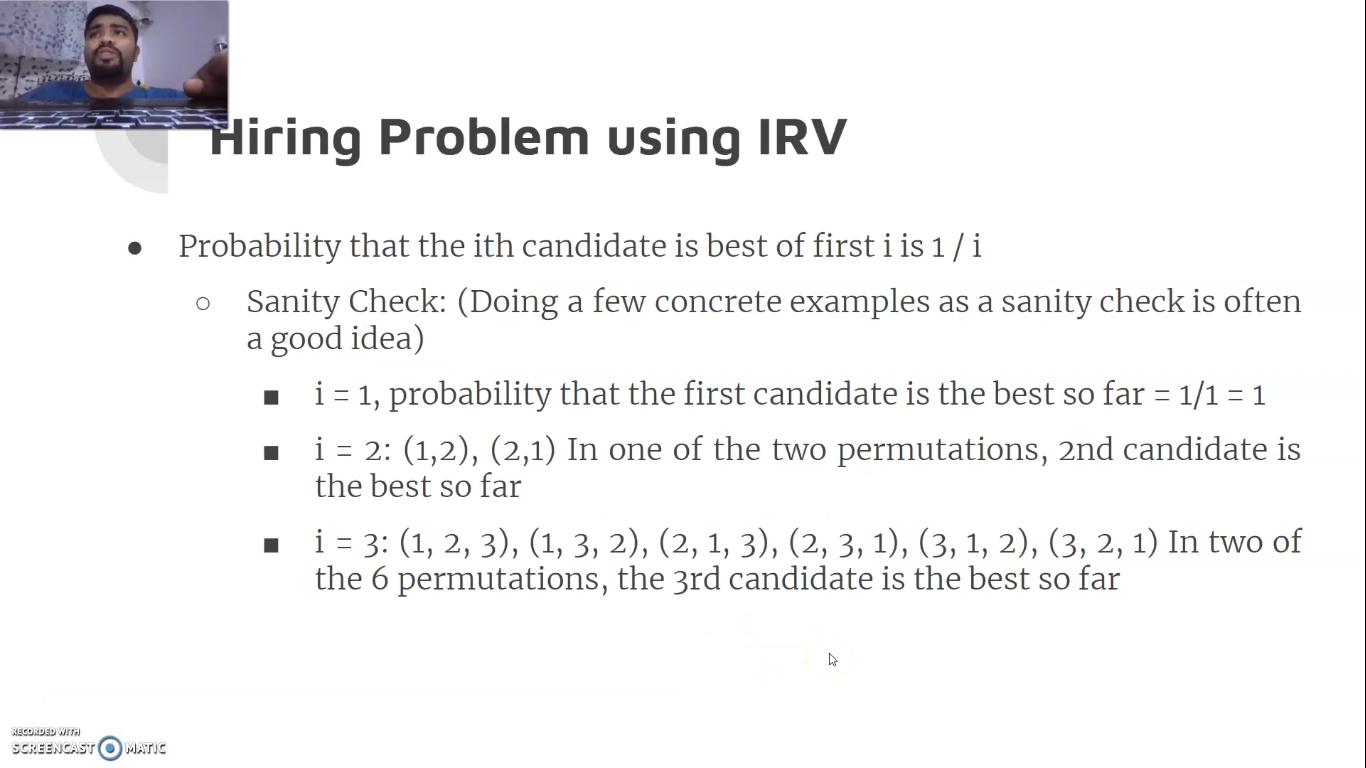 Hiring Problem using IRV
● Probability that the ith candidate is best of first i is 1 / i
○ Sanity Check: (Doing a few concrete examples as a sanity check is often
a good idea)
■ i = 1, probability that the first candidate is the best so far = 1/1 = 1
■ i = 2: (1,2), (2,1) In one of the two permutations, 2nd candidate is
the best so far
■ i = 3: (1, 2, 3), (1, 3, 2), (2, 1, 3), (2, 3, 1), (3, 1, 2), (3, 2, 1) In two of
the 6 permutations, the 3rd candidate is the best so far
RECORDED WITH
SCREENCAST MATIC